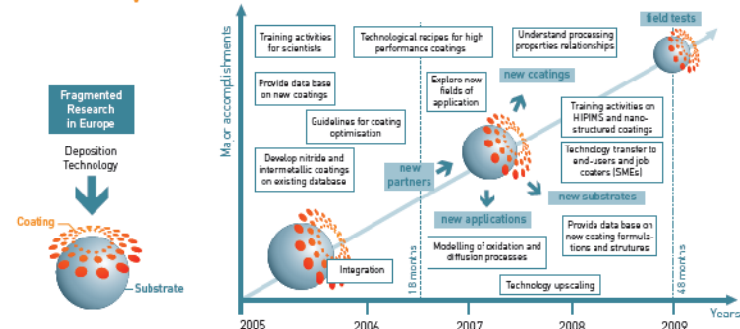 Fragmented
Research
in Europe
Deposition
Technology
Coating
Substrate
Major accomplishments
Training activities
for scientists
Provide data base
on new coatings
Guidelines for coating
optimisation
Develop nitride and
intermetallic coatings
on existing database
Integration
Technological recipes for high
performance coatings
Explore new
fields of
application
new
partners
18 months
Understand processing
properties relationships
new coatings
new applications
Modelling of oxidation and
diffusion processes
Technology upscaling
field tests
Training activities on
HIPIMS and nano-
structured coatings
Technology transfer to
end-users and job
coaters (SMEs)
new substrates
Provide data base on
new coating formula-
tions and strutures
48 months
Years
2005
2006
2007
2008
2009